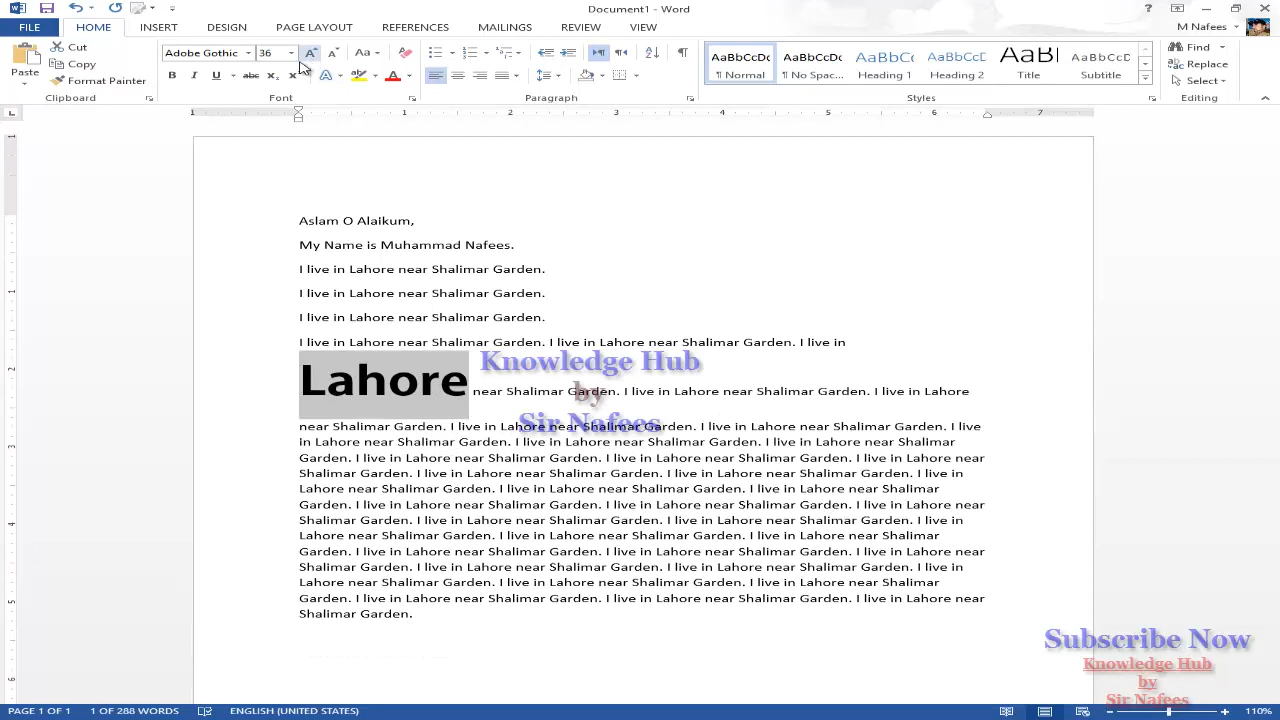 Document1 - Word
FILE HOME INSERT DESIGN PAGE LAYOUT REFERENCES MAILINGS REVIEW VIEW M Nafees
Paste Cut
Copy
Format Painter
Adobe Gothic 36
Find
Replace
Select
AaBbCcDc AaBbCcDc AaBbC AaBbCcD AaB AaBbCcD
¶ Normal ¶ No Spac... Heading 1 Heading 2 Title Subtitle
Clipboard Font Paragraph Styles Editing
1 1 2 3 4 5 6 7
Aslam O Alaikum,
My Name is Muhammad Nafees.
I live in Lahore near Shalimar Garden.
I live in Lahore near Shalimar Garden.
I live in Lahore near Shalimar Garden.
I live in Lahore near Shalimar Garden. I live in Lahore near Shalimar Garden. I live in
Lahore near Shalimar Garden. I live in Lahore near Shalimar Garden. I live in Lahore
near Shalimar Garden. I live in Lahore near Shalimar Garden. I live in Lahore near Shalimar Garden. I live
in Lahore near Shalimar Garden. I live in Lahore near Shalimar Garden. I live in Lahore near Shalimar
Garden. I live in Lahore near Shalimar Garden. I live in Lahore near Shalimar Garden. I live in Lahore near
Shalimar Garden. I live in Lahore near Shalimar Garden. I live in Lahore near Shalimar Garden. I live in
Lahore near Shalimar Garden. I live in Lahore near Shalimar Garden. I live in Lahore near Shalimar
Garden. I live in Lahore near Shalimar Garden. I live in Lahore near Shalimar Garden. I live in Lahore near
Shalimar Garden. I live in Lahore near Shalimar Garden. I live in Lahore near Shalimar Garden. I live in
Lahore near Shalimar Garden. I live in Lahore near Shalimar Garden. I live in Lahore near Shalimar
Garden. I live in Lahore near Shalimar Garden. I live in Lahore near Shalimar Garden. I live in Lahore near
Shalimar Garden. I live in Lahore near Shalimar Garden. I live in Lahore near Shalimar Garden. I live in
Lahore near Shalimar Garden. I live in Lahore near Shalimar Garden. I live in Lahore near Shalimar
Garden. I live in Lahore near Shalimar Garden. I live in Lahore near Shalimar Garden. I live in Lahore near
Shalimar Garden.
Knowledge Hub
by
Sir Nafees
Subscribe Now
Knowledge Hub
by
Sir Nafees
PAGE 1 OF 1 1 OF 288 WORDS ENGLISH (UNITED STATES) 110%